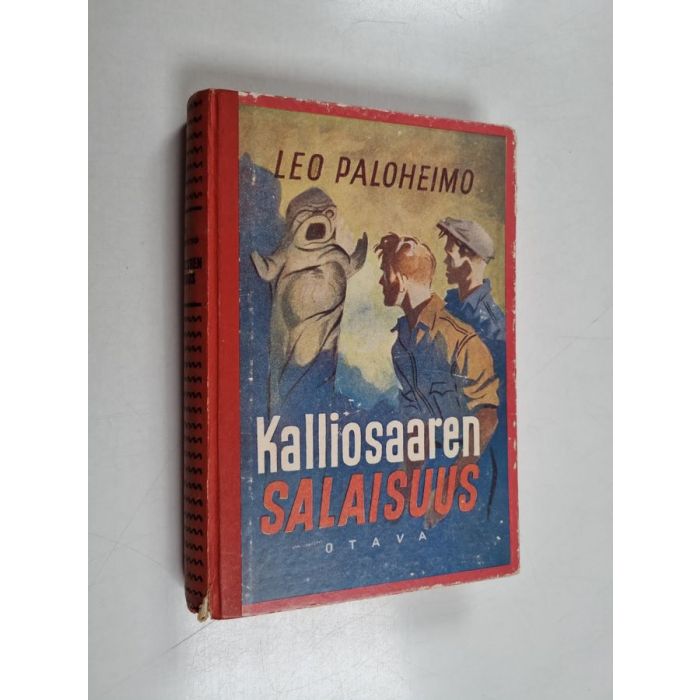 LEO PALOHEIMO
Kalliosaaren
SALAISUUS
OTAVA